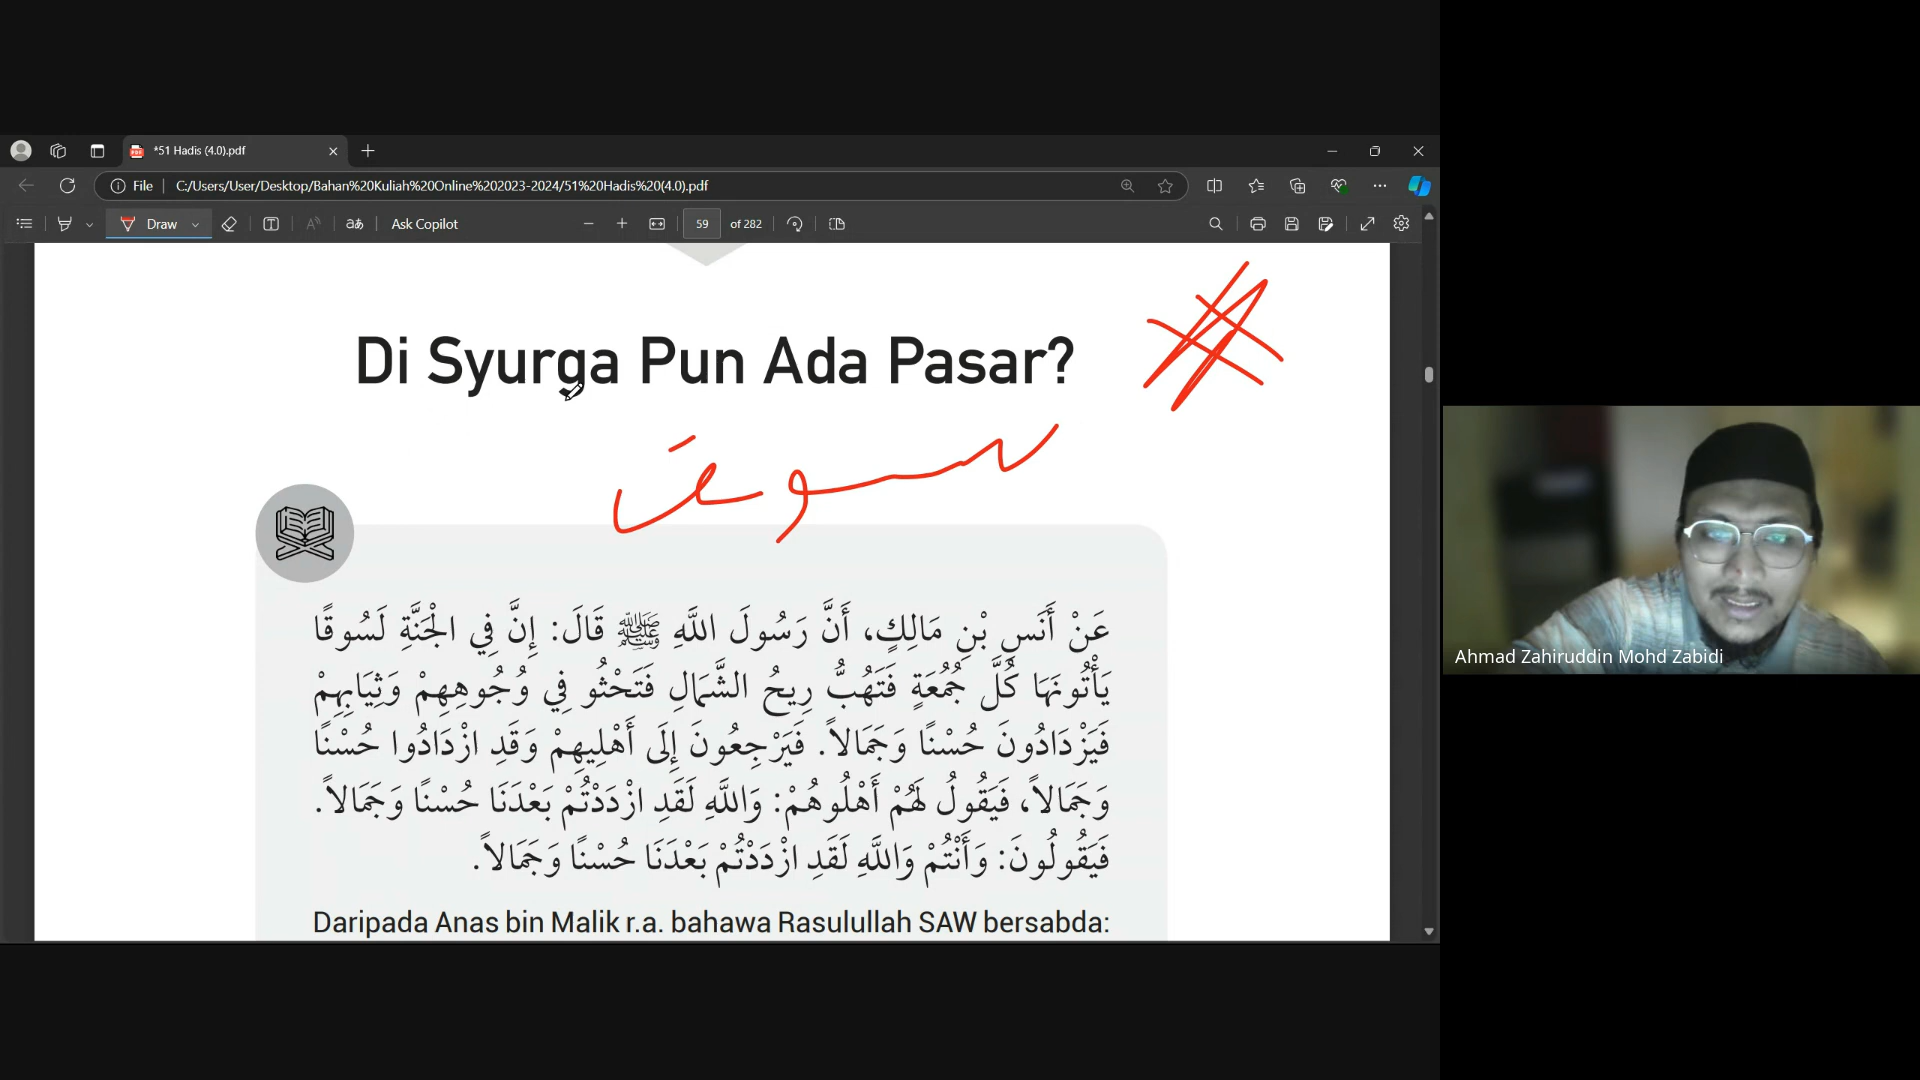 *51 Hadis (4.0).pdf
File
C:/Users/User/Desktop/Bahan%20Kuliah%20Online%202023-2024/51%20Hadis%20(4.0).pdf
Draw
aあ
Ask Copilot
59 of 282
Di Syurga Pun Ada Pasar?
سوق
عَنْ أَنَسِ بْنِ مَالِكٍ، أَنَّ رَسُولَ اللَّهِ ﷺ قَالَ: إِنَّ فِي الْجَنَّةِ لَسُوقًا
يَأْتُونَهَا كُلَّ جُمُعَةٍ فَتَهُبُّ رِيحُ الشَّمَالِ فَتَحْثُو فِي وُجُوهِهِمْ وَثِيَابِهِمْ
فَيَزْدَادُونَ حُسْنًا وَجَمَالاً. فَيَرْجِعُونَ إِلَى أَهْلِيهِمْ وَقَدِ ازْدَادُوا حُسْنًا
وَجَمَالاً، فَيَقُولُ لَهُمْ أَهْلُوهُمْ: وَاللَّهِ لَقَدِ ازْدَدْتُمْ بَعْدَنَا حُسْنًا وَجَمَالاً.
فَيَقُولُونَ: وَأَنْتُمْ وَاللَّهِ لَقَدِ ازْدَدْتُمْ بَعْدَنَا حُسْنًا وَجَمَالاً.
Daripada Anas bin Malik r.a. bahawa Rasulullah SAW bersabda:
Ahmad Zahiruddin Mohd Zabidi